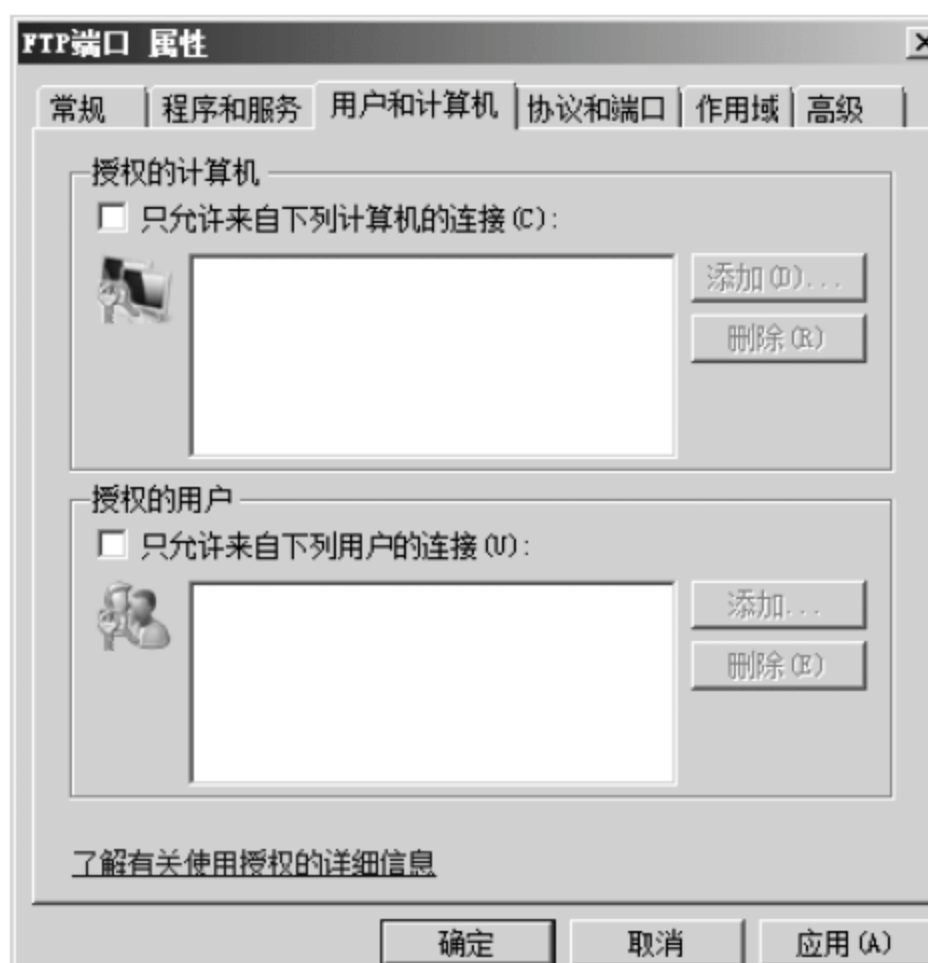 FTP端口 属性
常规 程序和服务 用户和计算机 协议和端口 作用域 高级
授权的计算机
只允许来自下列计算机的连接(C):
添加(D)...
删除(R)
授权的用户
只允许来自下列用户的连接(U):
添加...
删除(E)
了解有关使用授权的详细信息
确定 取消 应用(A)